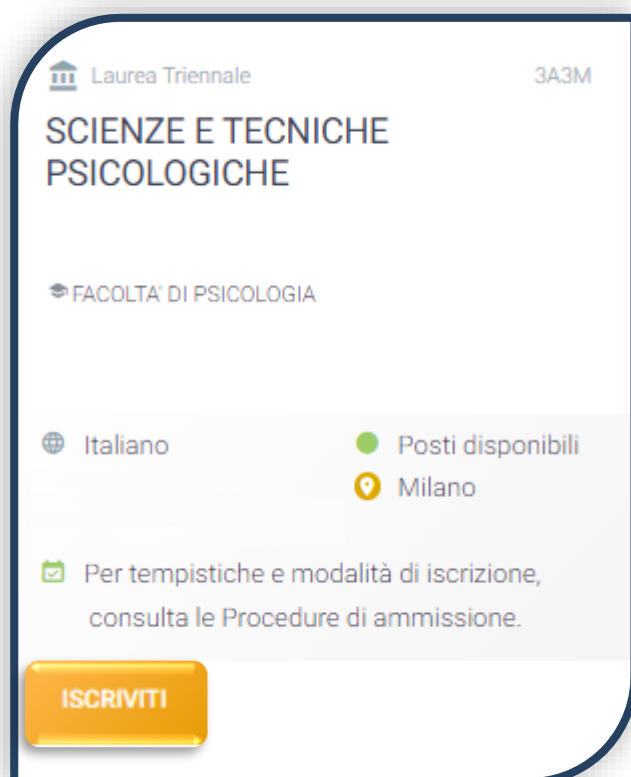 Laurea Triennale 3A3M
SCIENZE E TECNICHE
PSICOLOGICHE
FACOLTA' DI PSICOLOGIA
Italiano Posti disponibili
Milano
Per tempistiche e modalità di iscrizione,
consulta le Procedure di ammissione.
ISCRIVITI